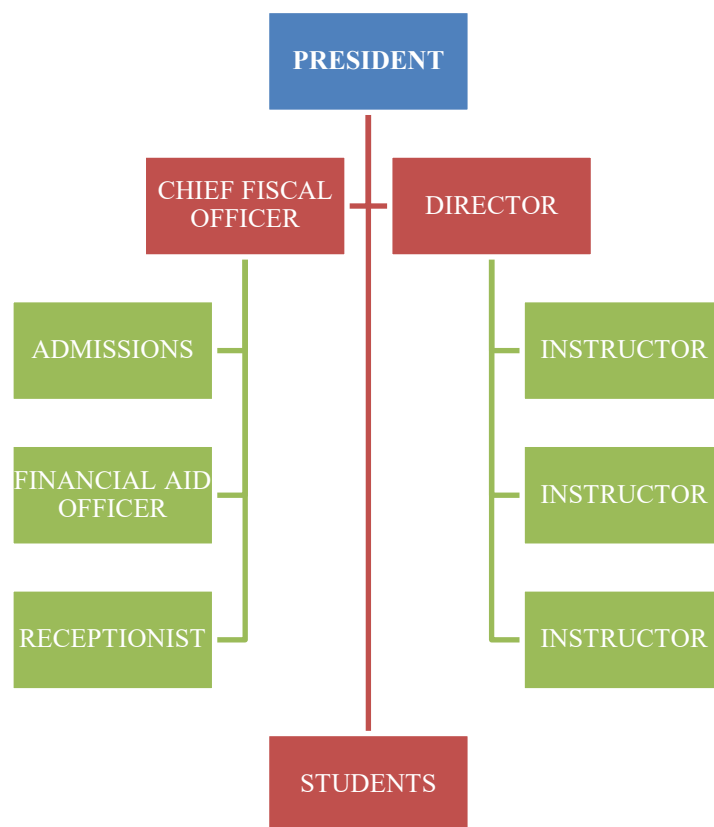 PRESIDENT
CHIEF FISCAL
OFFICER
DIRECTOR
ADMISSIONS
INSTRUCTOR
FINANCIAL AID
OFFICER
INSTRUCTOR
RECEPTIONIST
INSTRUCTOR
STUDENTS